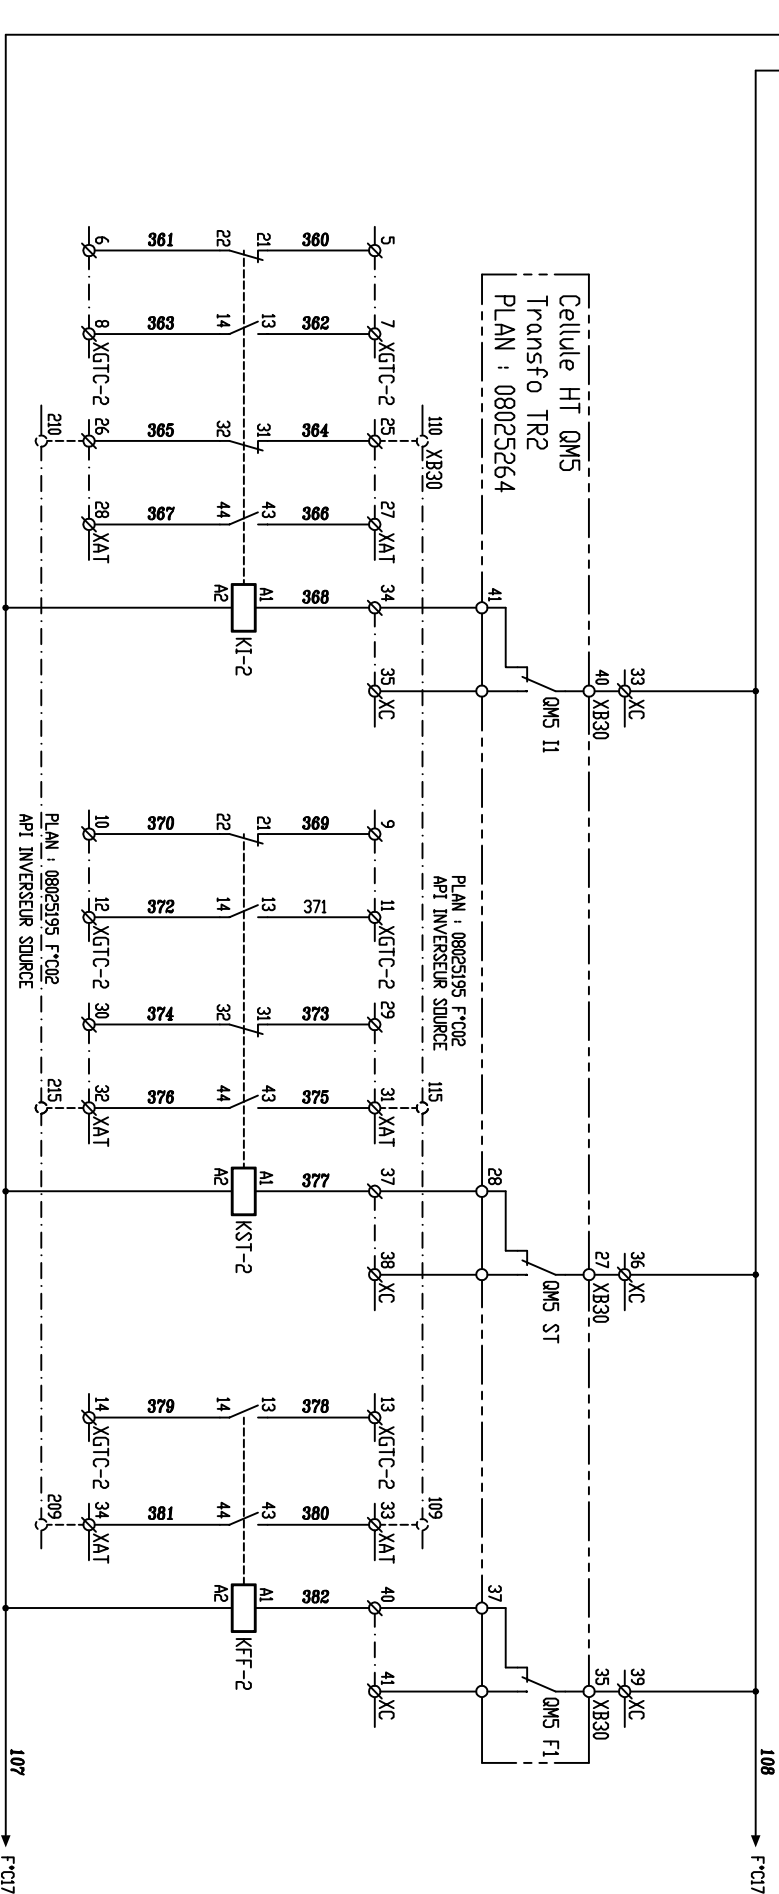 108
F°C17
33
XC
36
XC
39
XC
40
XB30
27
XB30
35
XB30
Cellule HT QM5
Transfo TR2
PLAN : 08025264
QM5 I1
QM5 ST
QM5 F1
41
28
37
PLAN : 08025195 F°C02
API INVERSEUR SOURCE
110
XB30
115
109
5
7
XGTC-2
25
27
XAT
34
35
XC
9
11
XGTC-2
29
31
XAT
37
38
XC
13
XGTC-2
33
XAT
40
41
XC
360
362
364
366
368
369
371
373
375
377
378
380
382
21
13
31
43
A1
21
13
31
43
A1
13
43
A1
KI-2
KST-2
KFF-2
22
14
32
44
A2
22
14
32
44
A2
14
44
A2
361
363
365
367
370
372
374
376
379
381
6
8
XGTC-2
26
28
XAT
10
12
XGTC-2
30
32
XAT
14
XGTC-2
34
XAT
210
215
209
PLAN : 08025195 F°C02
API INVERSEUR SOURCE
107
F°C17